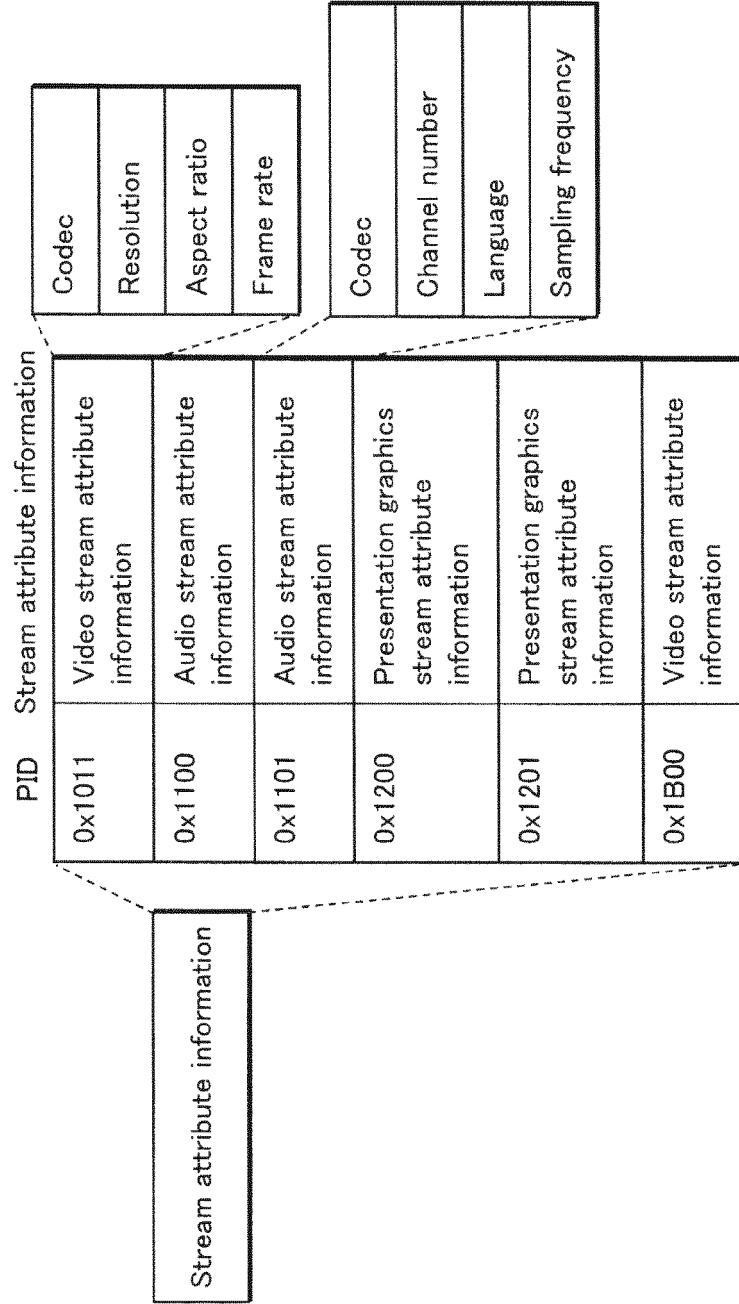 Stream attribute information
PID
Stream attribute information
0x1011
Video stream attribute
information
0x1100
Audio stream attribute
information
0x1101
Audio stream attribute
information
0x1200
Presentation graphics
stream attribute
information
0x1201
Presentation graphics
stream attribute
information
0x1B00
Video stream attribute
information
Codec
Resolution
Aspect ratio
Frame rate
Codec
Channel number
Language
Sampling frequency